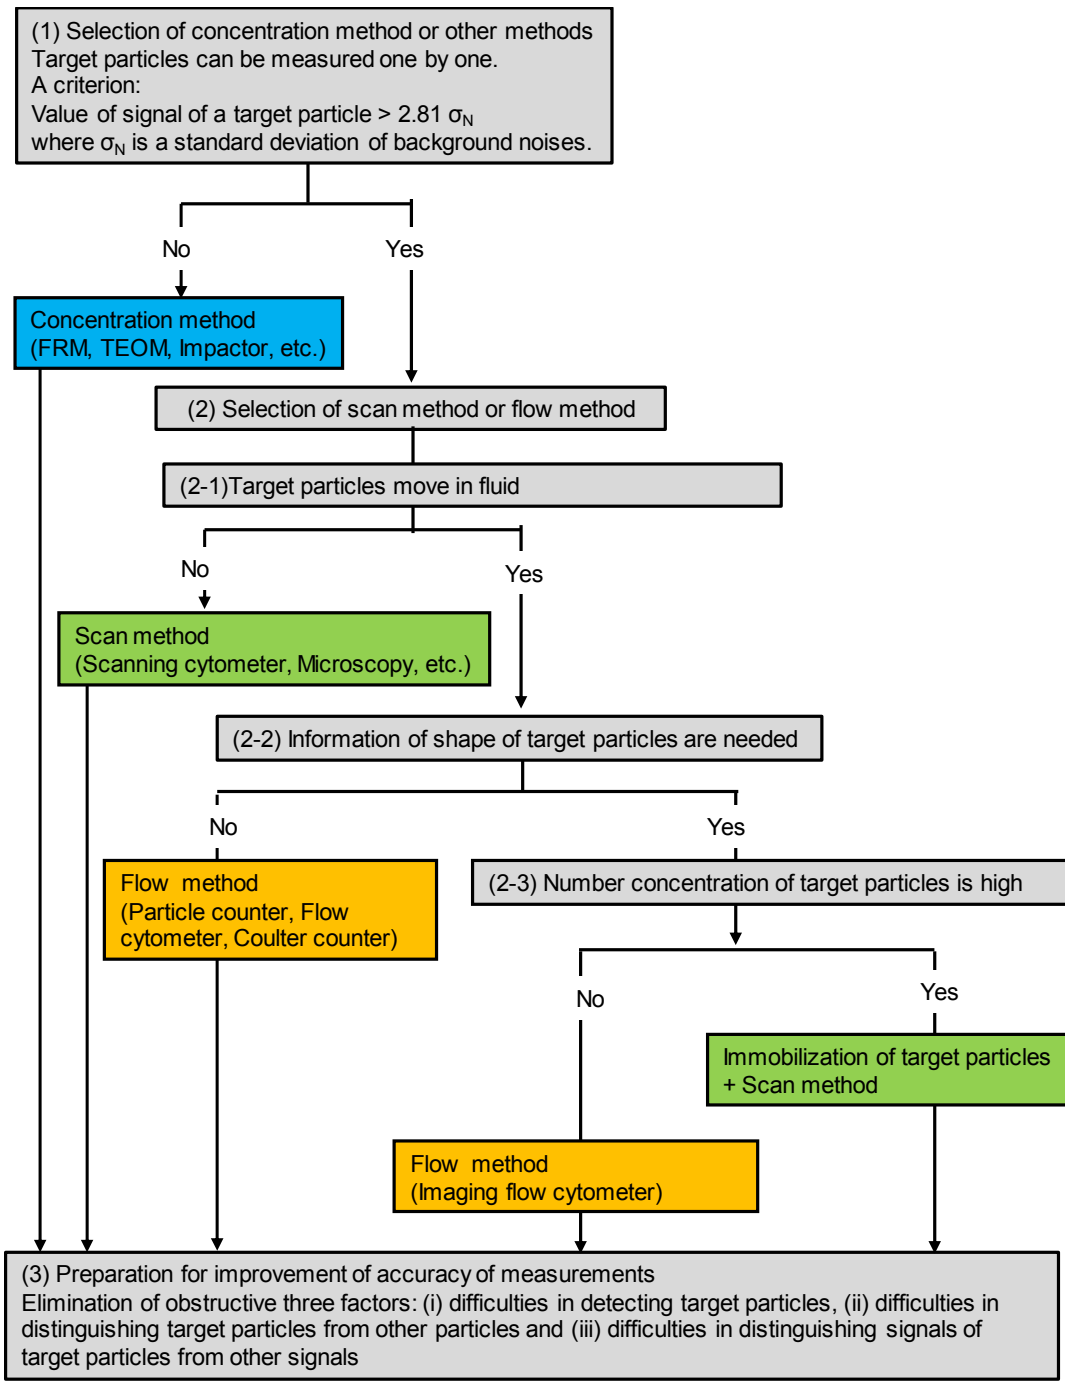 (1) Selection of concentration method or other methods
Target particles can be measured one by one.
A criterion:
Value of signal of a target particle > 2.81 σN
where σN is a standard deviation of background noises.
No
Yes
Concentration method
(FRM, TEOM, Impactor, etc.)
(2) Selection of scan method or flow method
(2-1)Target particles move in fluid
No
Yes
Scan method
(Scanning cytometer, Microscopy, etc.)
(2-2) Information of shape of target particles are needed
No
Yes
Flow method
(Particle counter, Flow
cytometer, Coulter counter)
(2-3) Number concentration of target particles is high
No
Yes
Immobilization of target particles
+ Scan method
Flow method
(Imaging flow cytometer)
(3) Preparation for improvement of accuracy of measurements
Elimination of obstructive three factors: (i) difficulties in detecting target particles, (ii) difficulties in
distinguishing target particles from other particles and (iii) difficulties in distinguishing signals of
target particles from other signals